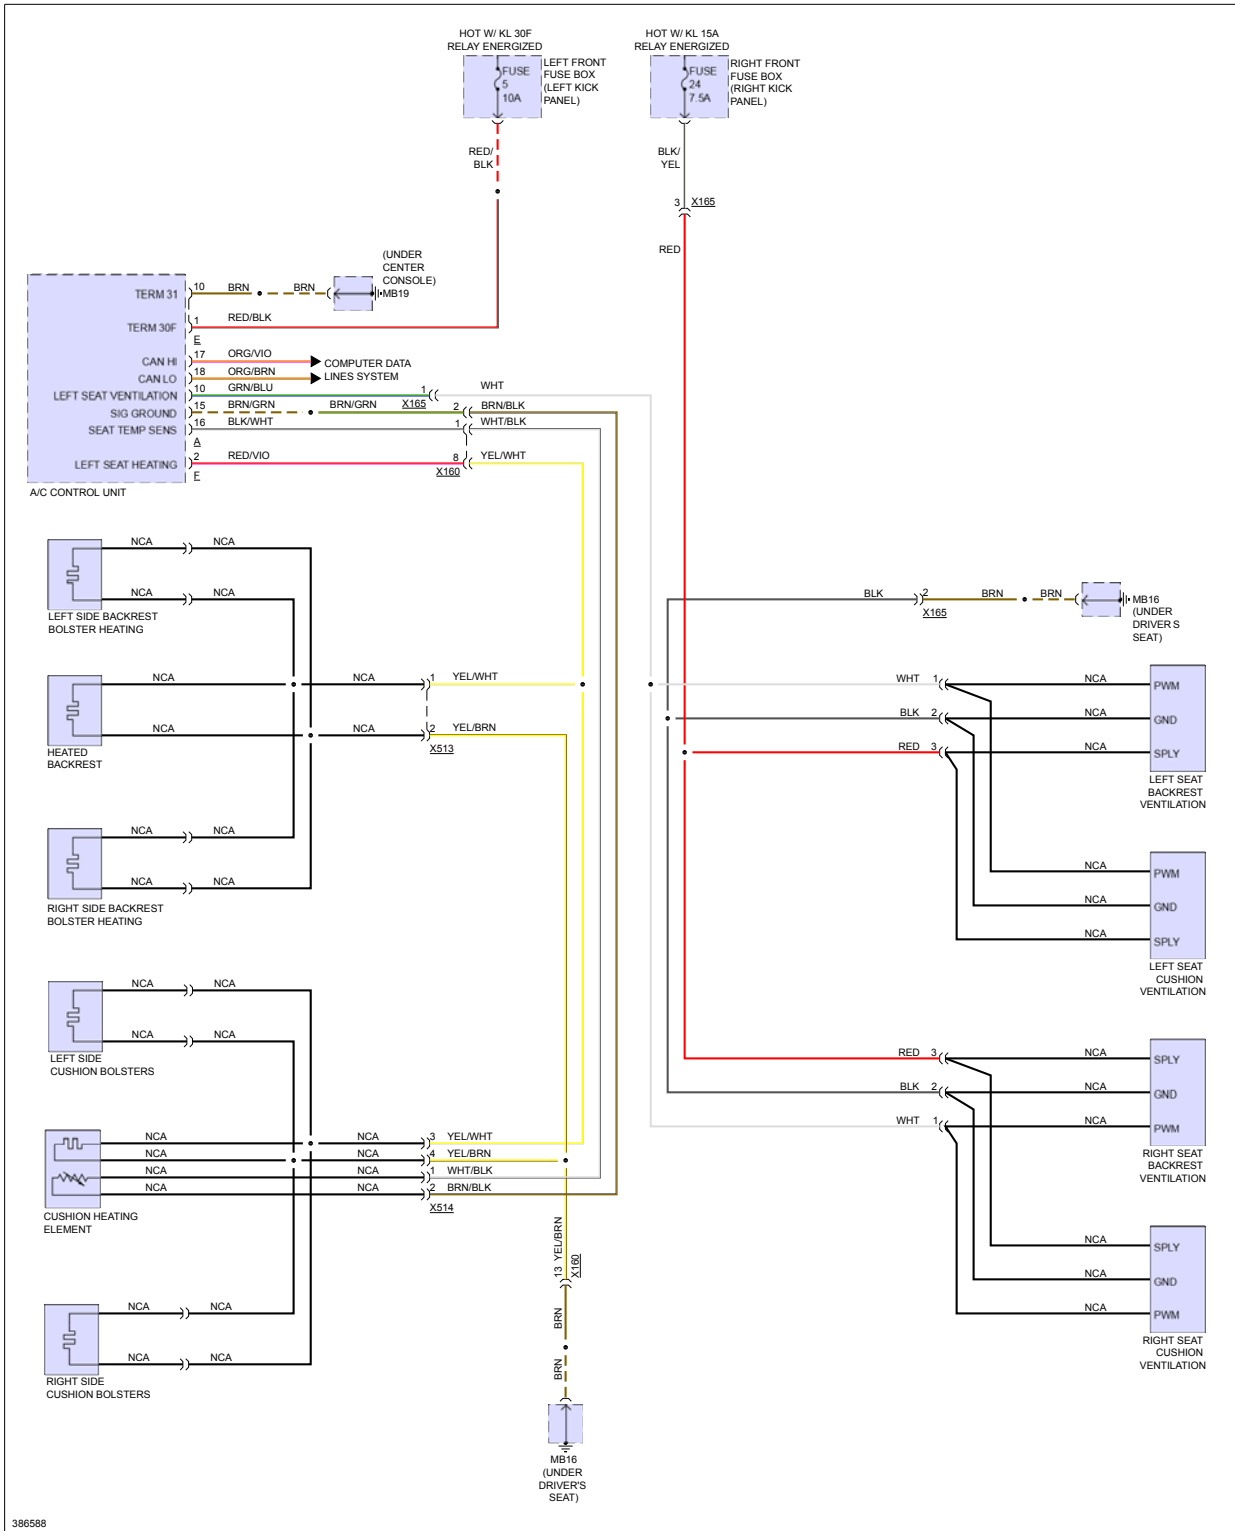 HOT W/ KL 30F
RELAY ENERGIZED
FUSE
5
10A
LEFT FRONT
FUSE BOX
(LEFT KICK
PANEL)
RED/
BLK
HOT W/ KL 15A
RELAY ENERGIZED
FUSE
24
7.5A
RIGHT FRONT
FUSE BOX
(RIGHT KICK
PANEL)
BLK/
YEL
3 X165
RED
(UNDER
CENTER
CONSOLE)
MB19
TERM 31 10 BRN BRN
TERM 30F 1 RED/BLK
E
CAN HI 17 ORG/VIO
COMPUTER DATA
LINES SYSTEM
CAN LO 18 ORG/BRN
LEFT SEAT VENTILATION 10 GRN/BLU 1 WHT
X165
SIG GROUND 15 BRN/GRN BRN/GRN 2 BRN/BLK
SEAT TEMP SENS 16 BLK/WHT 1 WHT/BLK
A
LEFT SEAT HEATING 2 RED/VIO 8 YEL/WHT
F
X160
A/C CONTROL UNIT
NCA NCA
NCA NCA
LEFT SIDE BACKREST
BOLSTER HEATING
NCA NCA 1 YEL/WHT
NCA NCA 2 YEL/BRN
X513
HEATED
BACKREST
NCA NCA
NCA NCA
RIGHT SIDE BACKREST
BOLSTER HEATING
NCA NCA
NCA NCA
LEFT SIDE
CUSHION BOLSTERS
NCA NCA 3 YEL/WHT
NCA NCA 4 YEL/BRN
NCA NCA 1 WHT/BLK
NCA NCA 2 BRN/BLK
X514
CUSHION HEATING
ELEMENT
NCA NCA
NCA NCA
RIGHT SIDE
CUSHION BOLSTERS
13 YEL/BRN
X160
BRN
BRN
MB16
(UNDER
DRIVER'S
SEAT)
BLK 2 BRN BRN
X165
MB16
(UNDER
DRIVER S
SEAT)
WHT 1 NCA PWM
BLK 2 NCA GND
RED 3 NCA SPLY
LEFT SEAT
BACKREST
VENTILATION
NCA PWM
NCA GND
NCA SPLY
LEFT SEAT
CUSHION
VENTILATION
RED 3 NCA SPLY
BLK 2 NCA GND
WHT 1 NCA PWM
RIGHT SEAT
BACKREST
VENTILATION
NCA SPLY
NCA GND
NCA PWM
RIGHT SEAT
CUSHION
VENTILATION
386588